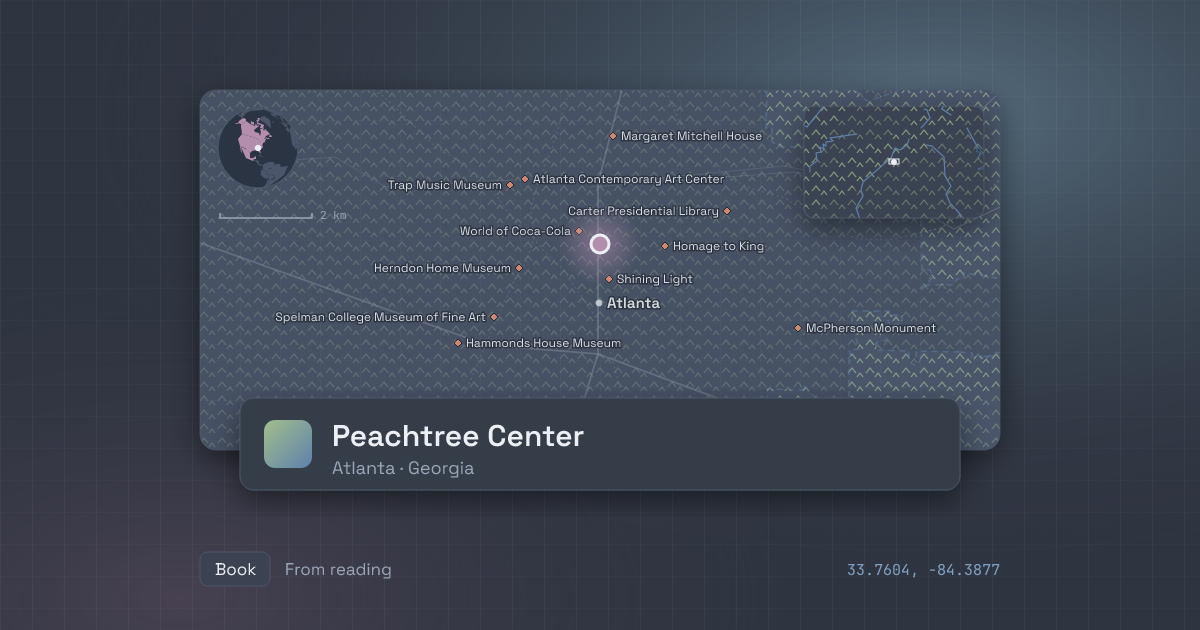 Margaret Mitchell House
Atlanta Contemporary Art Center
Trap Music Museum
Carter Presidential Library
2 km
World of Coca-Cola
Homage to King
Herndon Home Museum
Shining Light
Atlanta
Spelman College Museum of Fine Art
McPherson Monument
Hammonds House Museum
Peachtree Center
Atlanta · Georgia
Book From reading
33.7604, -84.3877